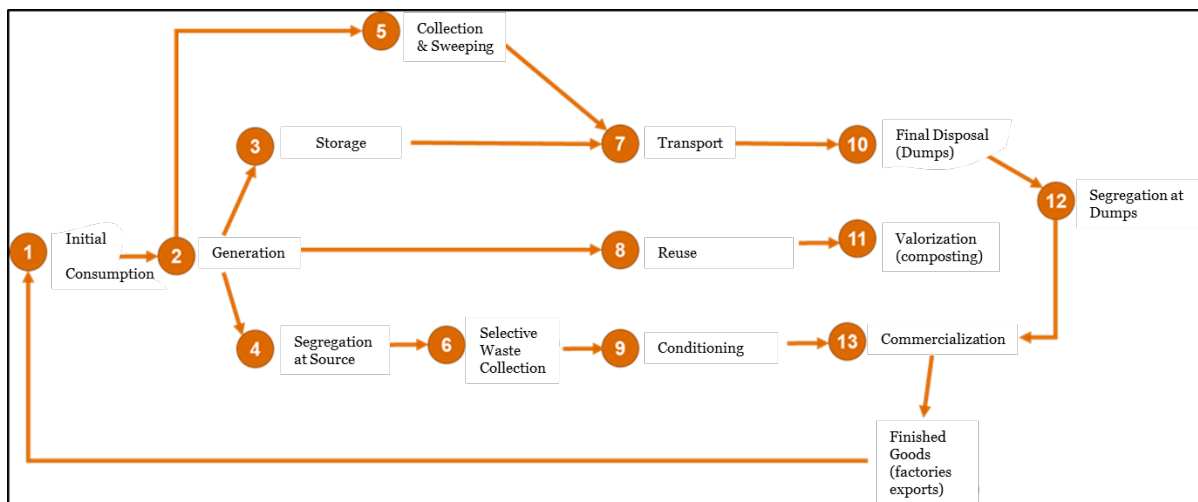 5
Collection
& Sweeping
3
Storage
7
Transport
10
Final Disposal
(Dumps)
12
Segregation at
Dumps
1
Initial
Consumption
2
Generation
8
Reuse
11
Valorization
(composting)
4
Segregation
at Source
6
Selective
Waste
Collection
9
Conditioning
13
Commercialization
Finished
Goods
(factories
exports)